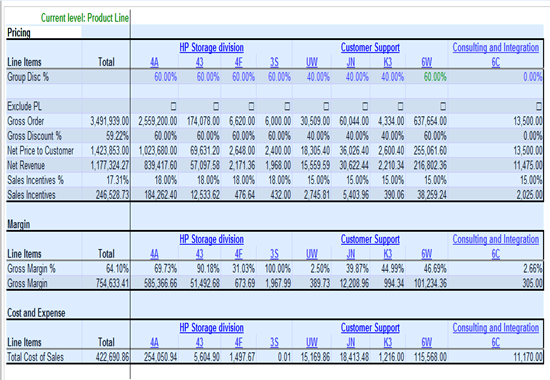 Current level: Product Line
Pricing
HP Storage division Customer Support Consulting and Integration
Line Items Total 4A 43 4F 3S UW JN K3 6W 6C
Group Disc % 60.00% 60.00% 60.00% 60.00% 40.00% 40.00% 40.00% 60.00% 0.00%
Exclude PL
Gross Order 3,491,939.00 2,559,200.00 174,078.00 6,620.00 6,000.00 30,509.00 60,044.00 4,334.00 637,654.00 13,500.00
Gross Discount % 59.22% 60.00% 60.00% 60.00% 60.00% 40.00% 40.00% 40.00% 60.00% 0.00%
Net Price to Customer 1,423,853.00 1,023,680.00 69,631.20 2,648.00 2,400.00 18,305.40 36,026.40 2,600.40 255,061.60 13,500.00
Net Revenue 1,177,324.27 839,417.60 57,097.58 2,171.36 1,968.00 15,559.59 30,622.44 2,210.34 216,802.36 11,475.00
Sales Incentives % 17.31% 18.00% 18.00% 18.00% 18.00% 15.00% 15.00% 15.00% 15.00% 15.00%
Sales Incentives 246,528.73 184,262.40 12,533.62 476.64 432.00 2,745.81 5,403.96 390.06 38,259.24 2,025.00
Margin
HP Storage division Customer Support Consulting and Integration
Line Items Total 4A 43 4F 3S UW JN K3 6W 6C
Gross Margin % 64.10% 69.73% 90.18% 31.03% 100.00% 2.50% 39.87% 44.99% 46.69% 2.66%
Gross Margin 754,633.41 585,366.66 51,492.68 673.69 1,967.99 389.73 12,208.96 994.34 101,234.36 305.00
Cost and Expense
HP Storage division Customer Support Consulting and Integration
Line Items Total 4A 43 4F 3S UW JN K3 6W 6C
Total Cost of Sales 422,690.86 254,050.94 5,604.90 1,497.67 0.01 15,169.86 18,413.48 1,216.00 115,568.00 11,170.00